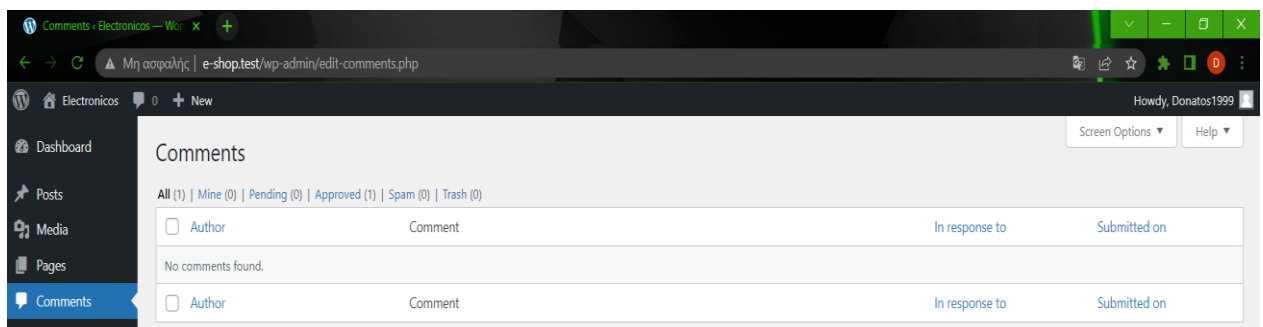 Comments ‹ Electronicos — Wor
Μη ασφαλής | e-shop.test/wp-admin/edit-comments.php
D
Electronicos 0 + New Howdy, Donatos1999
Screen Options ▼ Help ▼
Dashboard
Comments
Posts
All (1) | Mine (0) | Pending (0) | Approved (1) | Spam (0) | Trash (0)
Media
Author Comment In response to Submitted on
Pages
No comments found.
Comments
Author Comment In response to Submitted on